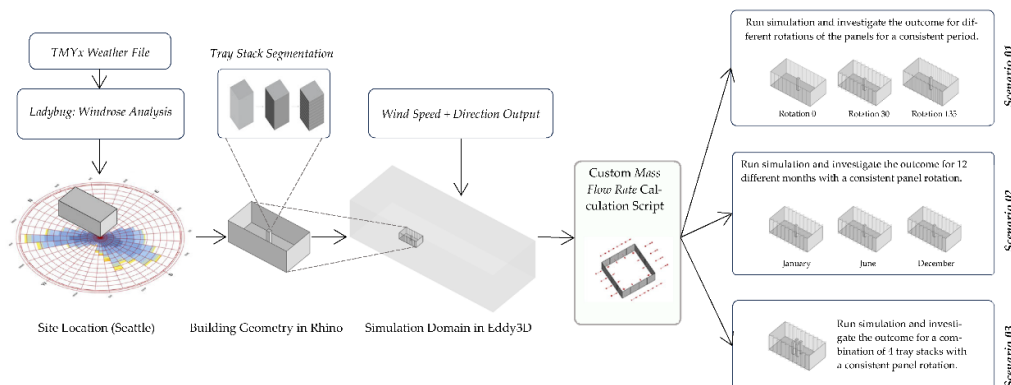 TMYx Weather File
Ladybug: Windrose Analysis
Site Location (Seattle)
Tray Stack Segmentation
Building Geometry in Rhino
Wind Speed + Direction Output
Simulation Domain in Eddy3D
Custom Mass
Flow Rate Cal-
culation Script
Run simulation and investigate the outcome for dif-
ferent rotations of the panels for a consistent period.
Rotation 0
Rotation 30
Rotation 135
Scenario 01
Run simulation and investigate the outcome for 12
different months with a consistent panel rotation.
January
June
December
Scenario 02
Run simulation and investi-
gate the outcome for a com-
bination of 4 tray stacks with
a consistent panel rotation.
Scenario 03